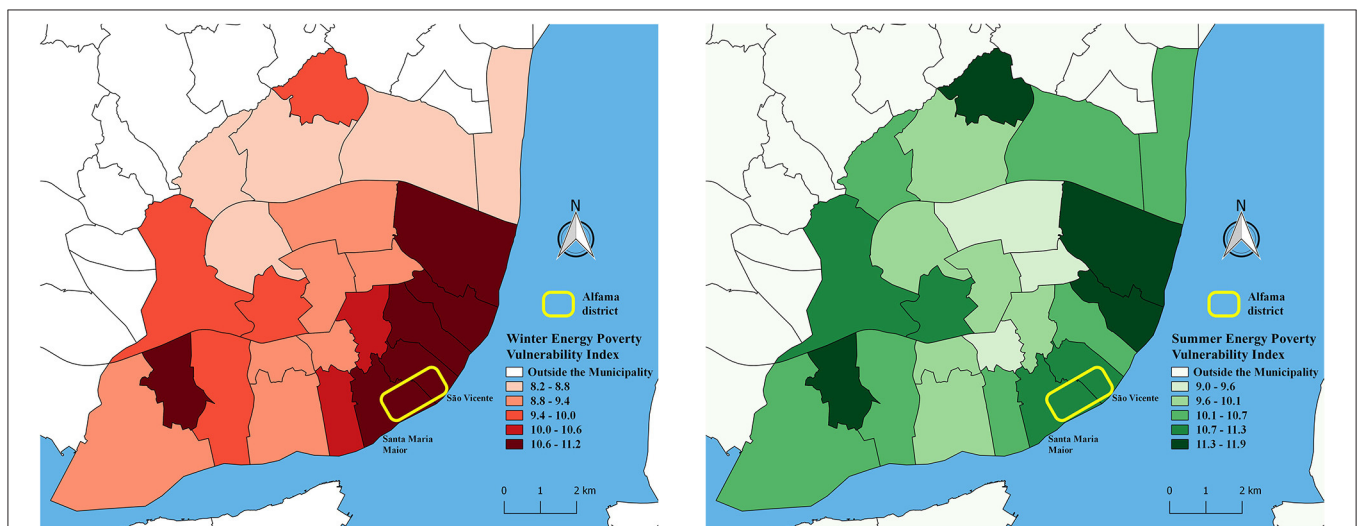 N
Alfama
district
Winter Energy Poverty
Vulnerability Index
Outside the Municipality
8.2 - 8.8
8.8 - 9.4
9.4 - 10.0
10.0 - 10.6
10.6 - 11.2
São Vicente
Santa Maria
Maior
0 1 2 km
N
Alfama
district
Summer Energy Poverty
Vulnerability Index
Outside the Municipality
9.0 - 9.6
9.6 - 10.1
10.1 - 10.7
10.7 - 11.3
11.3 - 11.9
São Vicente
Santa Maria
Maior
0 1 2 km